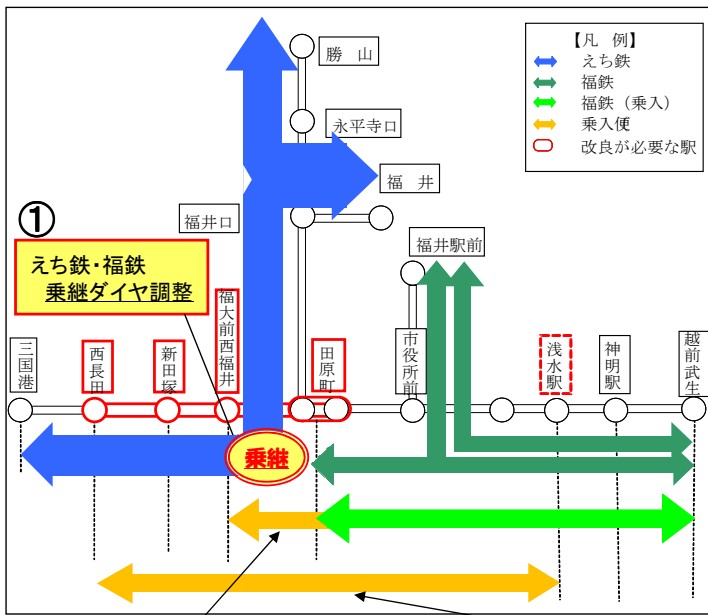 【凡 例】
えち鉄
福鉄
福鉄（乗入）
乗入便
改良が必要な駅
勝 山
永平寺口
福 井
福井口
①
えち鉄・福鉄
乗継ダイヤ調整
福井駅前
三国港
西長田
新田塚
福大前西福井
田原町
市役所前
浅水駅
神明駅
越前武生
乗継